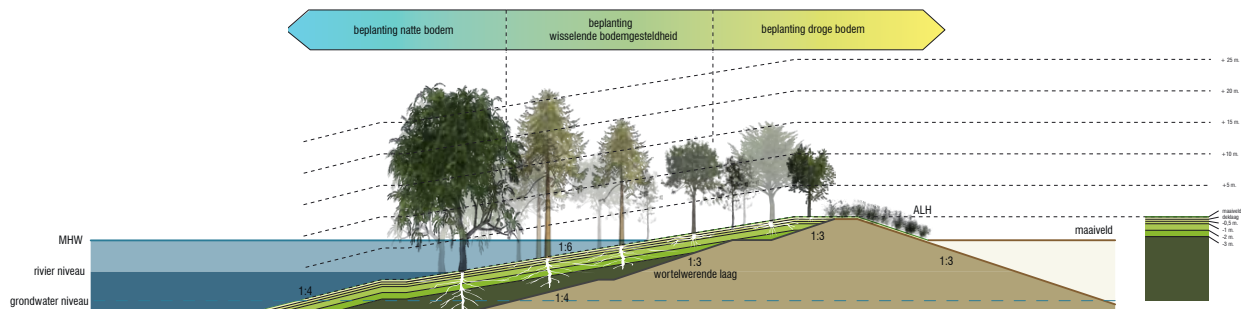 beplanting natte bodem
beplanting
wisselende bodemgesteldheid
beplanting droge bodem
+ 25 m.
+ 20 m.
+ 15 m.
+ 10 m.
+ 5 m.
ALH
maaiveld
deklaag
-0,5 m.
-1 m.
-2 m.
-3 m.
MHW
maaiveld
1:6
1:3
1:3
1:3
rivier niveau
wortelwerende laag
1:4
1:4
grondwater niveau